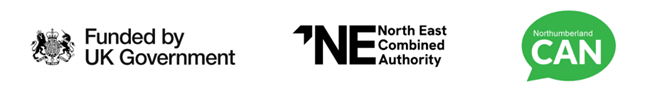 Funded by
UK Government
NE North East
Combined
Authority
Northumberland
CAN